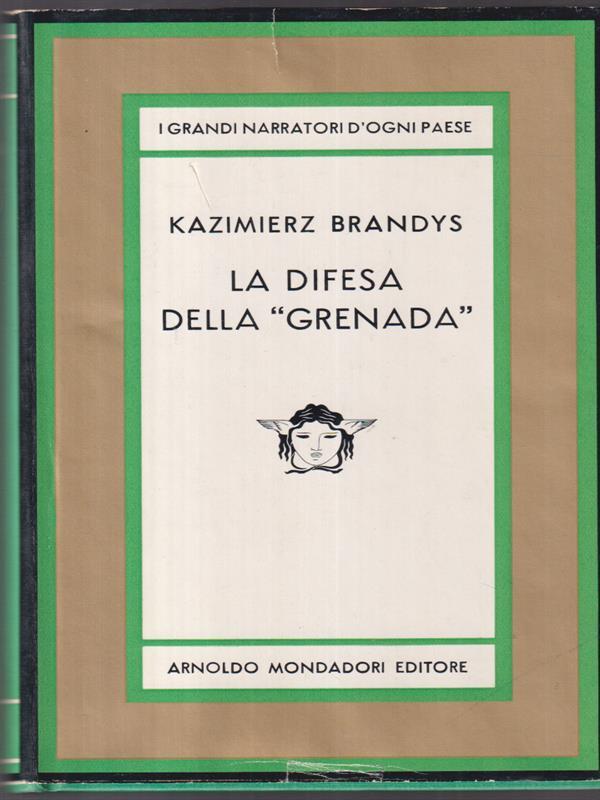 I GRANDI NARRATORI D'OGNI PAESE
KAZIMIERZ BRANDYS
LA DIFESA
DELLA "GRENADA"
ARNOLDO MONDADORI EDITORE